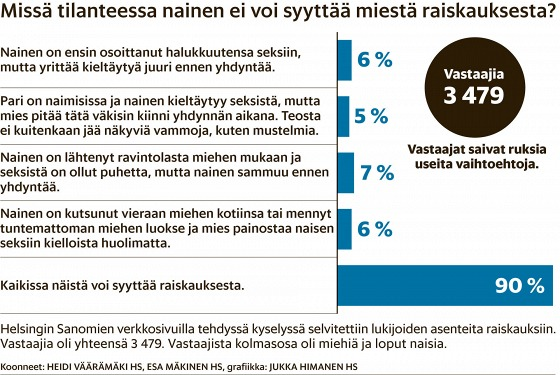 Missä tilanteessa nainen ei voi syyttää miestä raiskauksesta?
Nainen on ensin osoittanut halukkuutensa seksiin,
mutta yrittää kieltäytyä juuri ennen yhdyntää.
6 %
Pari on naimisissa ja nainen kieltäytyy seksistä, mutta
mies pitää tätä väkisin kiinni yhdynnän aikana. Teosta
ei kuitenkaan jää näkyviä vammoja, kuten mustelmia.
5 %
Nainen on lähtenyt ravintolasta miehen mukaan ja
seksistä on ollut puhetta, mutta nainen sammuu ennen
yhdyntää.
7 %
Nainen on kutsunut vieraan miehen kotiinsa tai mennyt
tuntemattoman miehen luokse ja mies painostaa naisen
seksiin kielloista huolimatta.
6 %
Kaikissa näistä voi syyttää raiskauksesta.
90 %
Vastaajia
3 479
Vastaajat saivat ruksia
useita vaihtoehtoja.
Helsingin Sanomien verkkosivuilla tehdyssä kyselyssä selvitettiin lukijoiden asenteita raiskauksiin.
Vastaajia oli yhteensä 3 479. Vastaajista kolmasosa oli miehiä ja loput naisia.
Koonneet: HEIDI VÄÄRÄMÄKI HS, ESA MÄKINEN HS, grafiikka: JUKKA HIMANEN HS